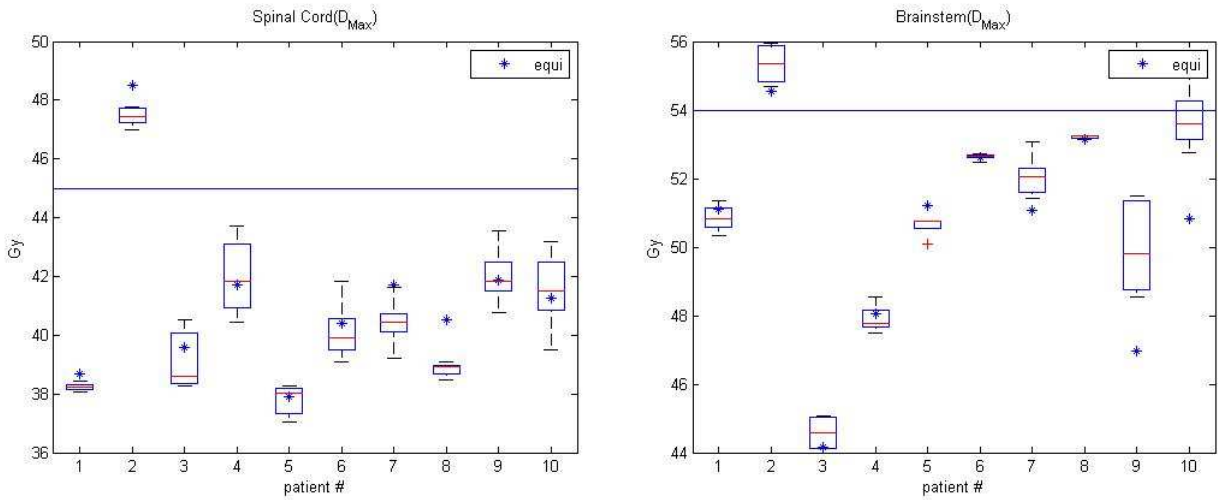 Spinal Cord(D_Max)
50
48
46
44
42
40
38
36
Gy
equi
1 2 3 4 5 6 7 8 9 10
patient #
Brainstem(D_Max)
56
54
52
50
48
46
44
Gy
equi
1 2 3 4 5 6 7 8 9 10
patient #